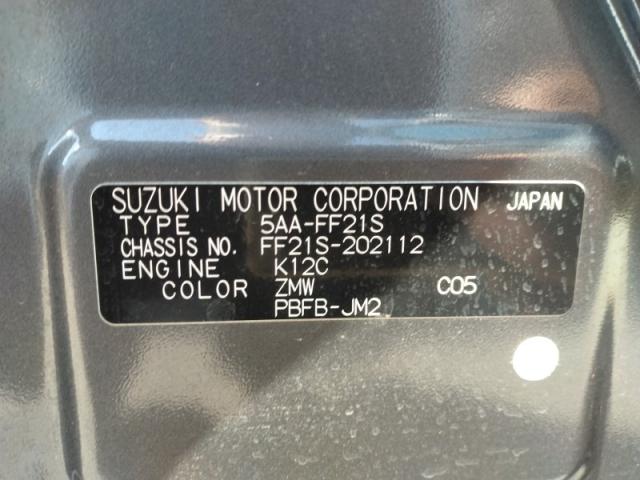 SUZUKI MOTOR CORPORATION JAPAN
TYPE 5AA-FF21S
CHASSIS NO. FF21S-202112
ENGINE K12C
COLOR ZMW C05
PBFB-JM2